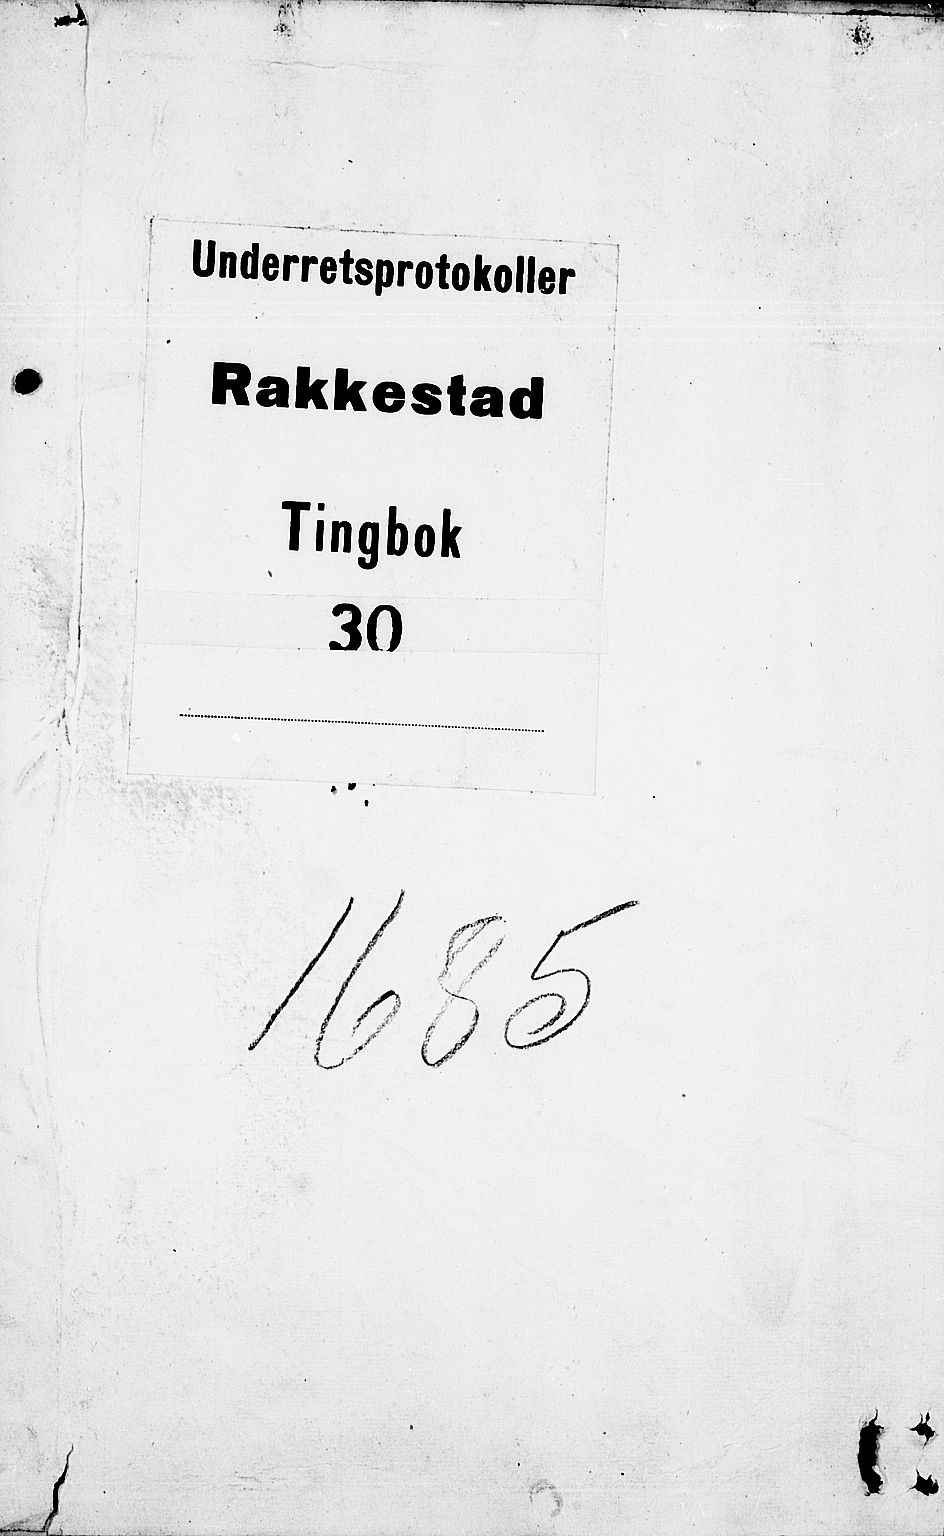 Underretsprotokoller
Rakkestad
Tingbok
30
1685